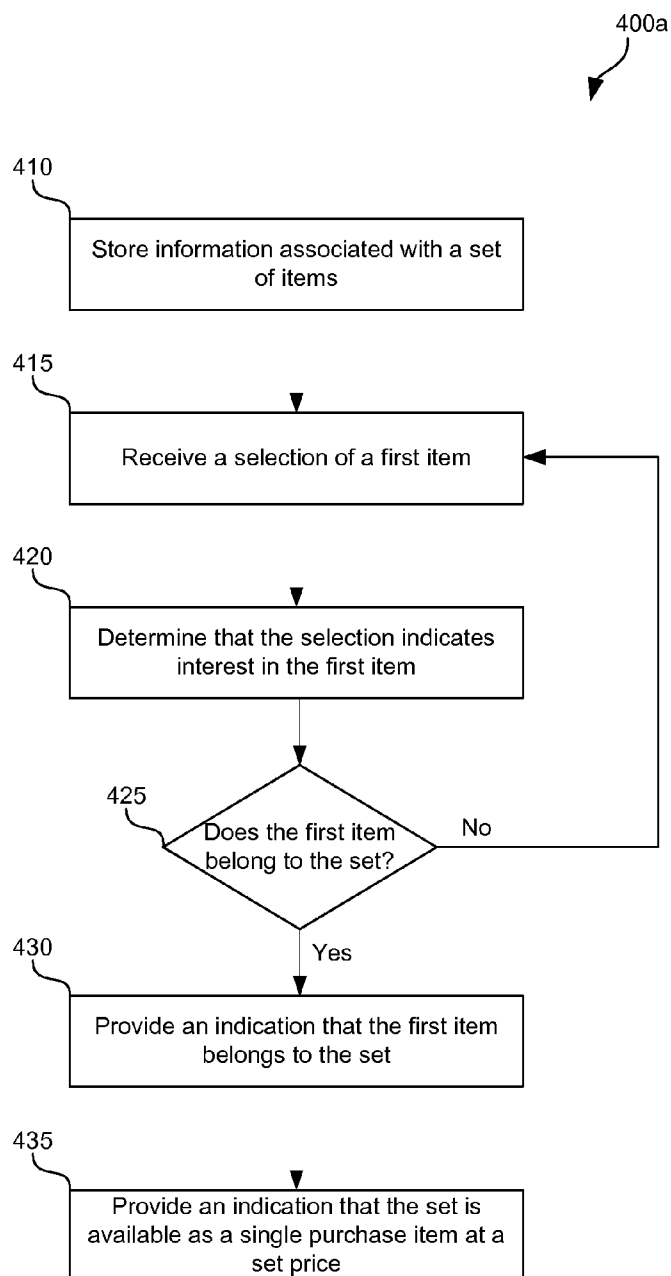 400a
410
Store information associated with a set
of items
415
Receive a selection of a first item
420
Determine that the selection indicates
interest in the first item
425
Does the first item
belong to the set?
No
Yes
430
Provide an indication that the first item
belongs to the set
435
Provide an indication that the set is
available as a single purchase item at a
set price